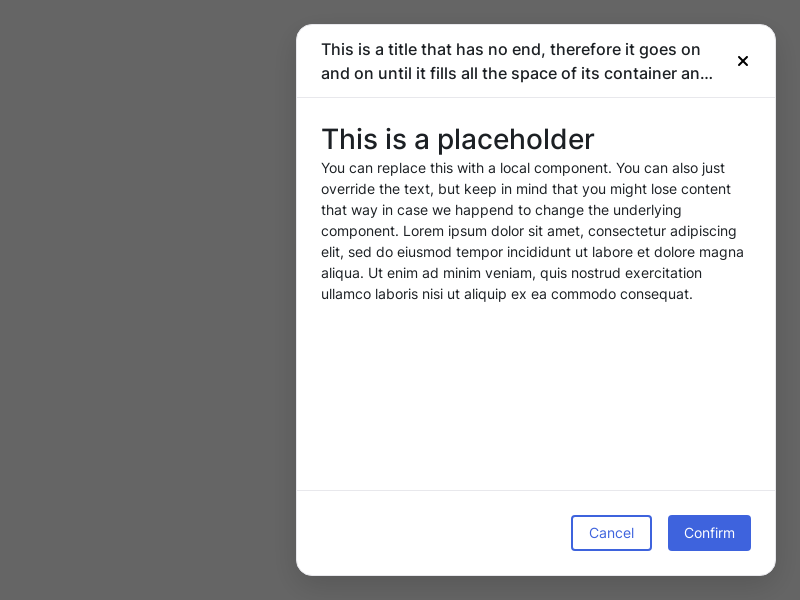 This is a title that has no end, therefore it goes on
and on until it fills all the space of its container an...
This is a placeholder
You can replace this with a local component. You can also just
override the text, but keep in mind that you might lose content
that way in case we happend to change the underlying
component. Lorem ipsum dolor sit amet, consectetur adipiscing
elit, sed do eiusmod tempor incididunt ut labore et dolore magna
aliqua. Ut enim ad minim veniam, quis nostrud exercitation
ullamco laboris nisi ut aliquip ex ea commodo consequat.
Cancel
Confirm